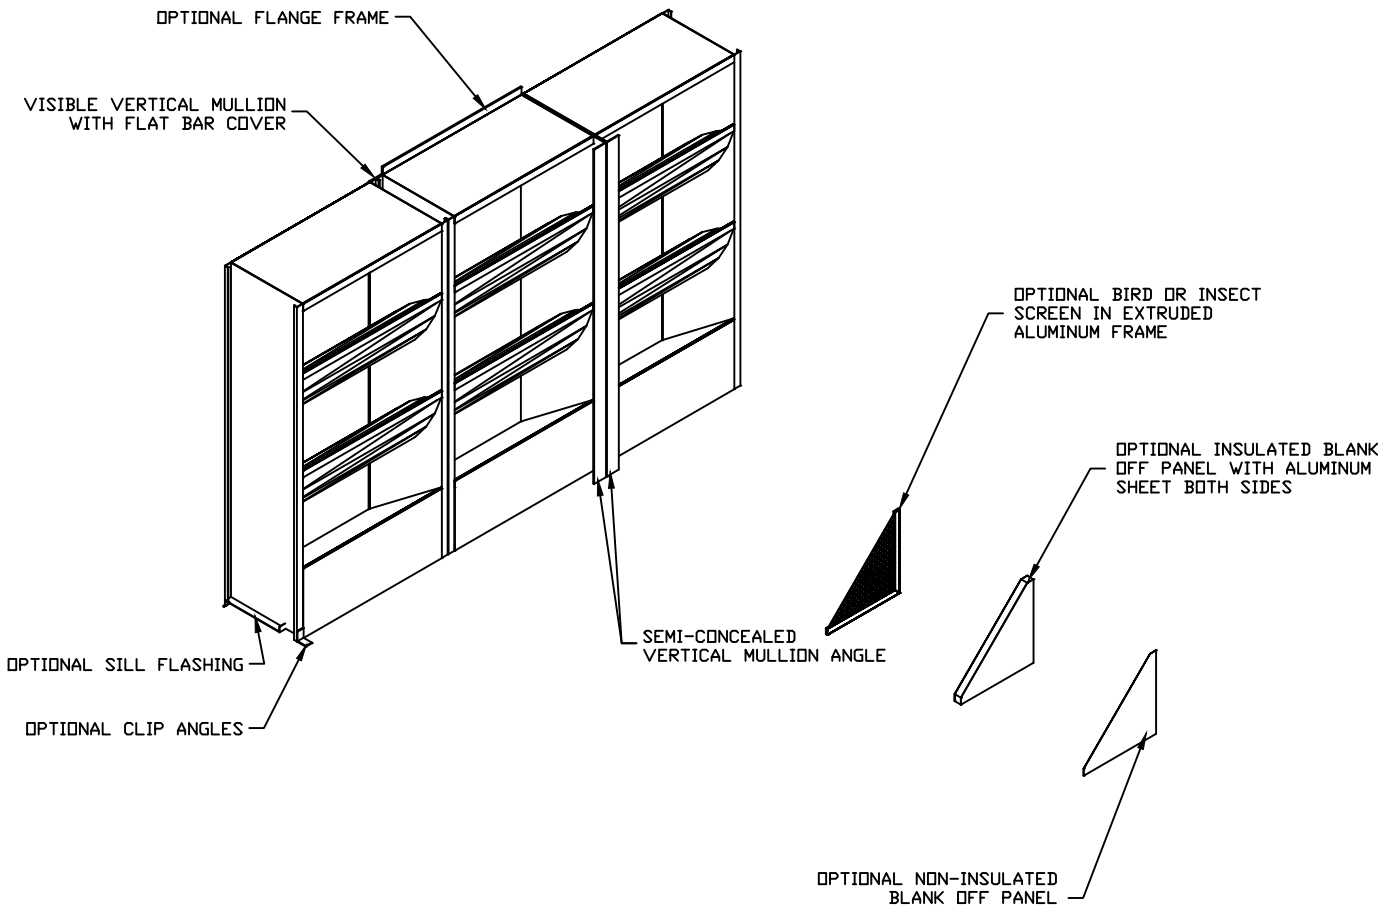 OPTIONAL FLANGE FRAME
VISIBLE VERTICAL MULLION
WITH FLAT BAR COVER
OPTIONAL BIRD OR INSECT
SCREEN IN EXTRUDED
ALUMINUM FRAME
OPTIONAL INSULATED BLANK
OFF PANEL WITH ALUMINUM
SHEET BOTH SIDES
SEMI-CONCEALED
VERTICAL MULLION ANGLE
OPTIONAL SILL FLASHING
OPTIONAL CLIP ANGLES
OPTIONAL NON-INSULATED
BLANK OFF PANEL